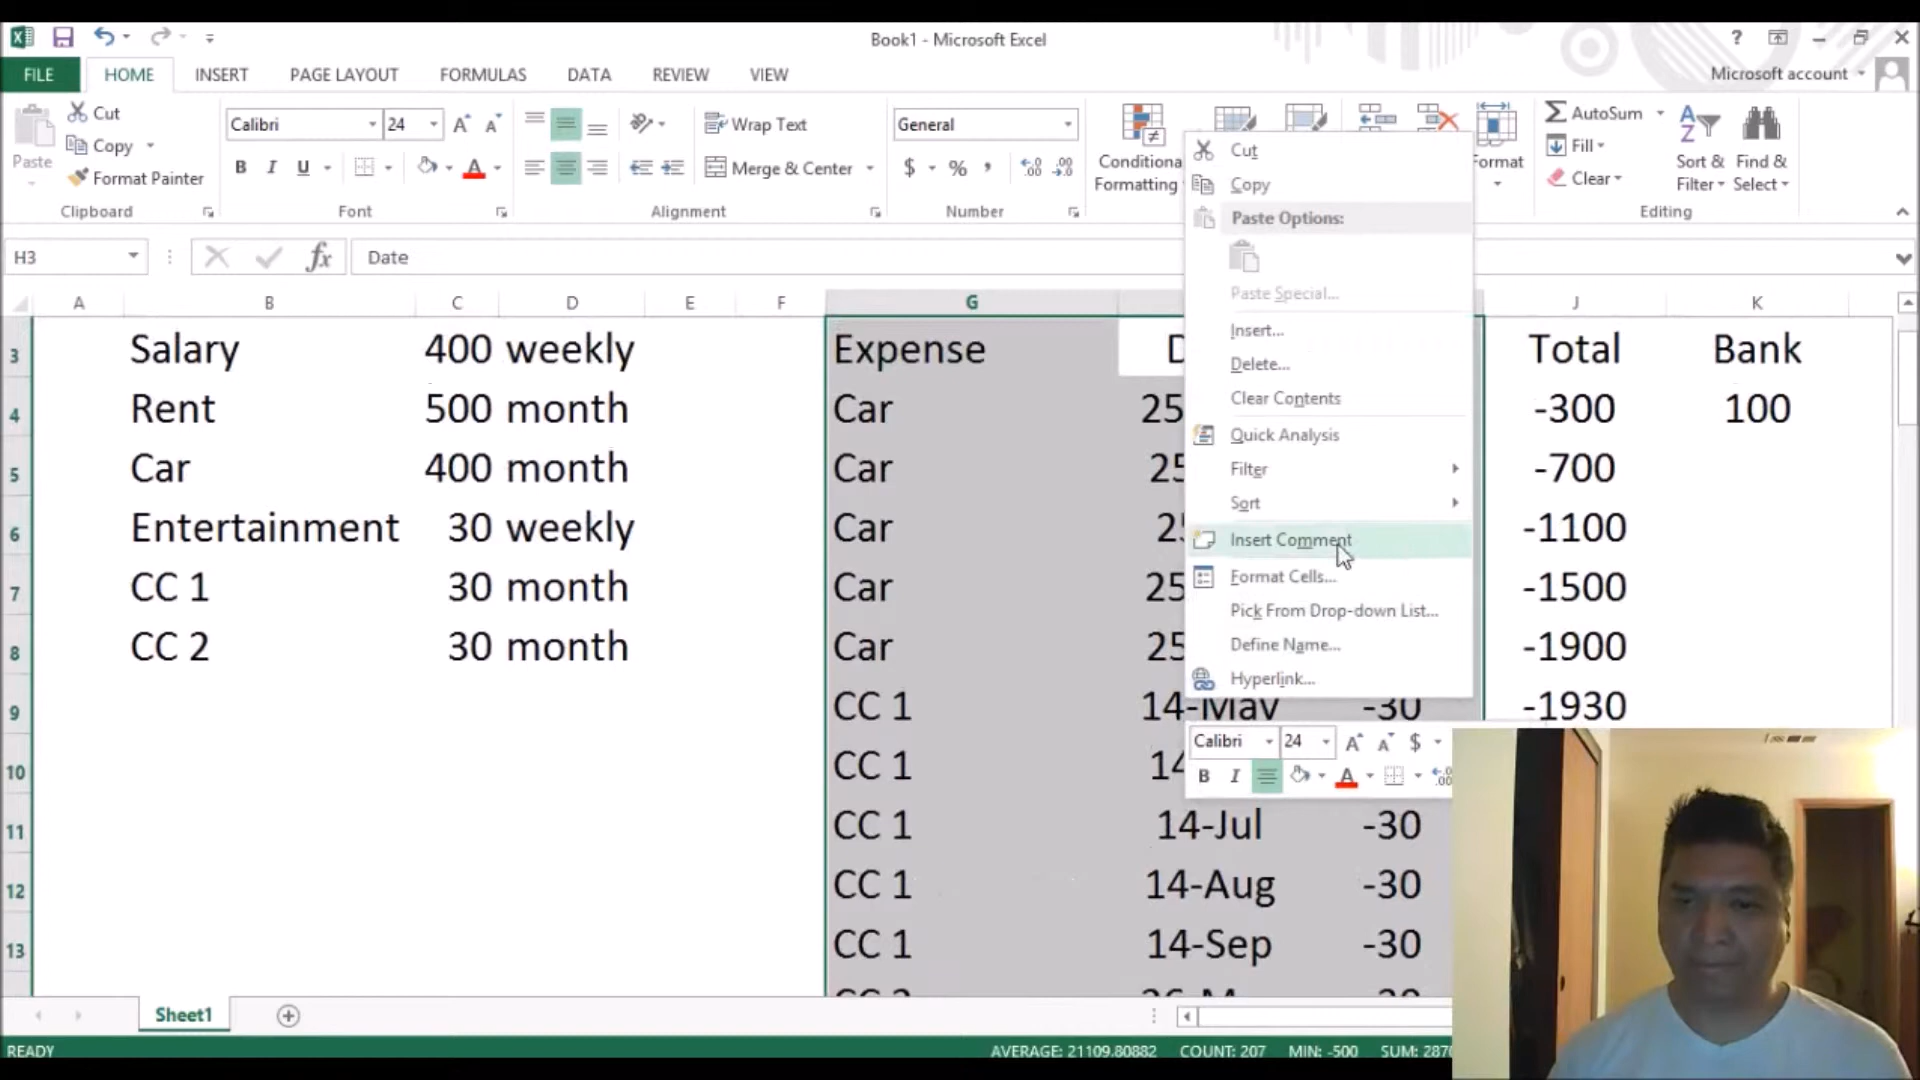 Book1 - Microsoft Excel
?
FILE
HOME
INSERT
PAGE LAYOUT
FORMULAS
DATA
REVIEW
VIEW
Microsoft account
Paste
Cut
Copy
Format Painter
Clipboard
Calibri
24
B I U
Font
Wrap Text
Merge & Center
Alignment
General
$ % ,
Number
Conditional
Formatting
Format
AutoSum
Fill
Clear
Sort &
Filter
Find &
Select
Editing
H3
fx
Date
A B C D E F G J K
3 Salary 400 weekly Expense D Total Bank
4 Rent 500 month Car 25 -300 100
5 Car 400 month Car 25 -700
6 Entertainment 30 weekly Car 25 -1100
7 CC 1 30 month Car 25 -1500
8 CC 2 30 month Car 25 -1900
9 CC 1 14-May -30 -1930
10 CC 1 14
11 CC 1 14-Jul -30
12 CC 1 14-Aug -30
13 CC 1 14-Sep -30
Cut
Copy
Paste Options:
Paste Special...
Insert...
Delete...
Clear Contents
Quick Analysis
Filter
Sort
Insert Comment
Format Cells...
Pick From Drop-down List...
Define Name...
Hyperlink...
Calibri 24 $
B I
Sheet1
READY
AVERAGE: 21109.80882 COUNT: 207 MIN: -500 SUM: 2870